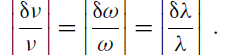 |δν/ν| = |δω/ω| = |δλ/λ| .